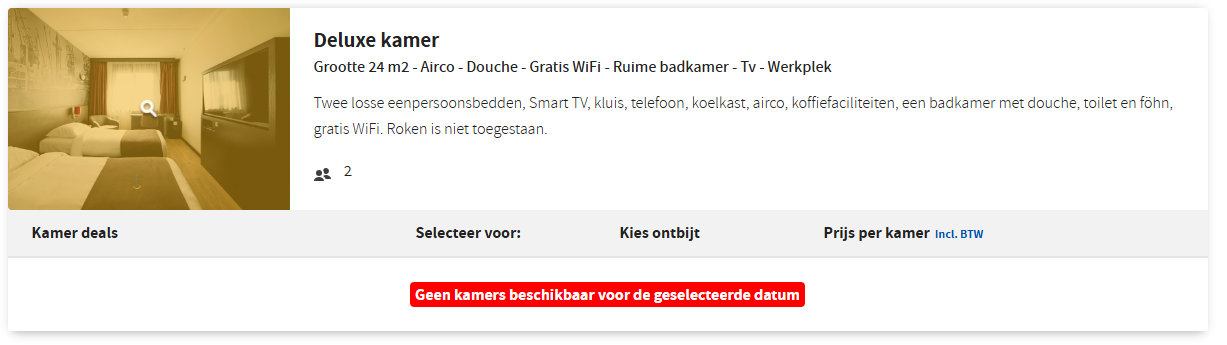 Deluxe kamer
Grootte 24 m2 - Airco - Douche - Gratis WiFi - Ruime badkamer - Tv - Werkplek
Twee losse eenpersoonsbedden, Smart TV, kluis, telefoon, koelkast, airco, koffiefaciliteiten, een badkamer met douche, toilet en föhn,
gratis WiFi. Roken is niet toegestaan.
2
Kamer deals Selecteer voor: Kies ontbijt Prijs per kamer Incl. BTW
Geen kamers beschikbaar voor de geselecteerde datum